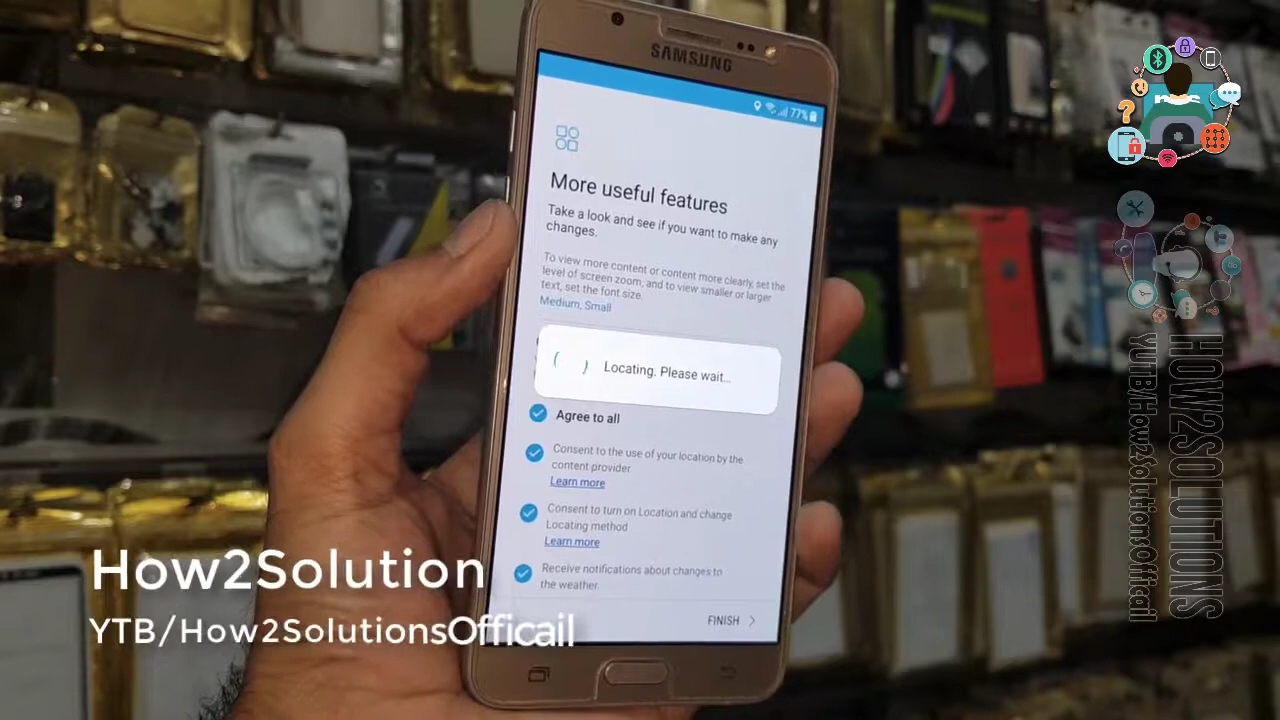 SAMSUNG
77%
More useful features
Take a look and see if you want to make any
changes.
To view more content or content more clearly, set the
level of screen zoom, and to view smaller or larger
text, set the font size.
Medium, Small
Locating. Please wait...
Agree to all
Consent to the use of your location by the
content provider
Learn more
Consent to turn on Location and change
Locating method
Learn more
Receive notifications about changes to
the weather.
FINISH
How2Solution
YTB/How2SolutionsOfficail
HOW2SOLUTIONS
YUTB/How2SolutionsOfficail